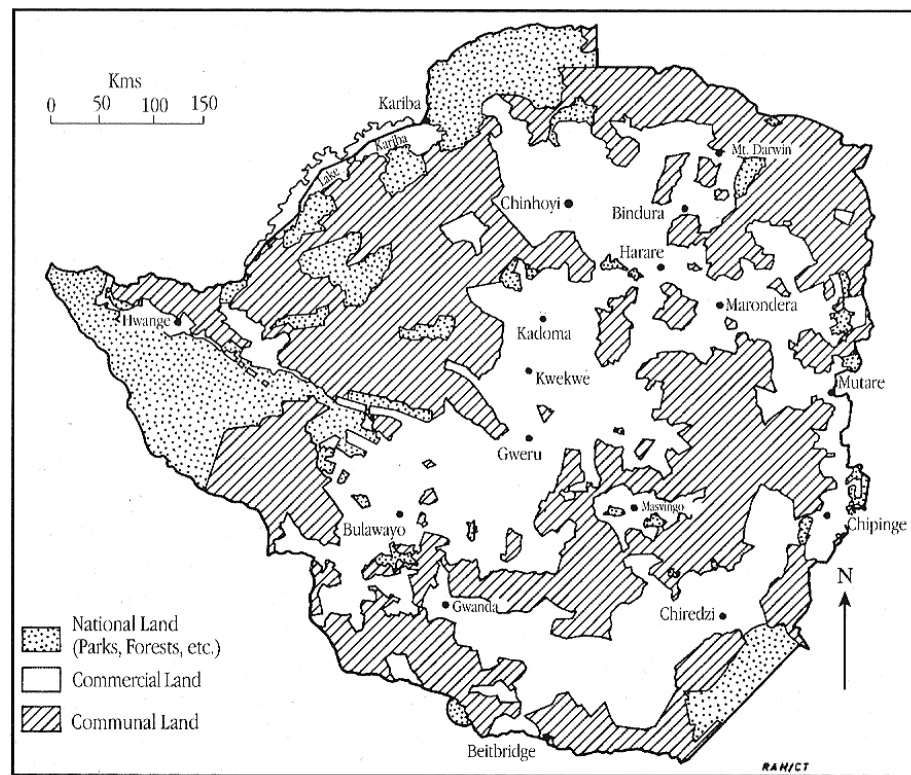 Kms
0 50 100 150
Kariba
Lake Kariba
Mt. Darwin
Chinhoyi
Bindura
Harare
Marondera
Hwange
Kadoma
Kwekwe
Mutare
Gweru
Masvingo
Bulawayo
Chipinge
N
Gwanda
Chiredzi
National Land
(Parks, Forests, etc.)
Commercial Land
Communal Land
Beitbridge
RAH/CT